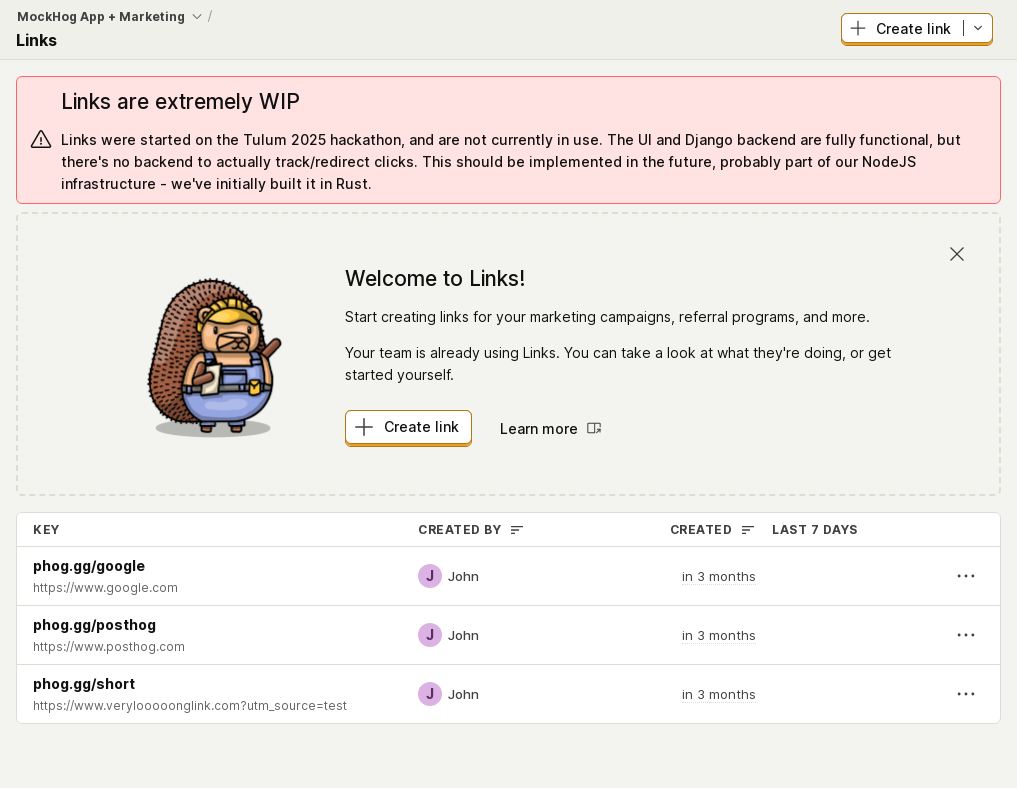 MockHog App + Marketing /
Links
Create link
Links are extremely WIP
Links were started on the Tulum 2025 hackathon, and are not currently in use. The UI and Django backend are fully functional, but
there's no backend to actually track/redirect clicks. This should be implemented in the future, probably part of our NodeJS
infrastructure - we've initially built it in Rust.
Welcome to Links!
Start creating links for your marketing campaigns, referral programs, and more.
Your team is already using Links. You can take a look at what they're doing, or get
started yourself.
Create link
Learn more
KEY CREATED BY CREATED LAST 7 DAYS
phog.gg/google
https://www.google.com
J John in 3 months
phog.gg/posthog
https://www.posthog.com
J John in 3 months
phog.gg/short
https://www.verylooooonglink.com?utm_source=test
J John in 3 months